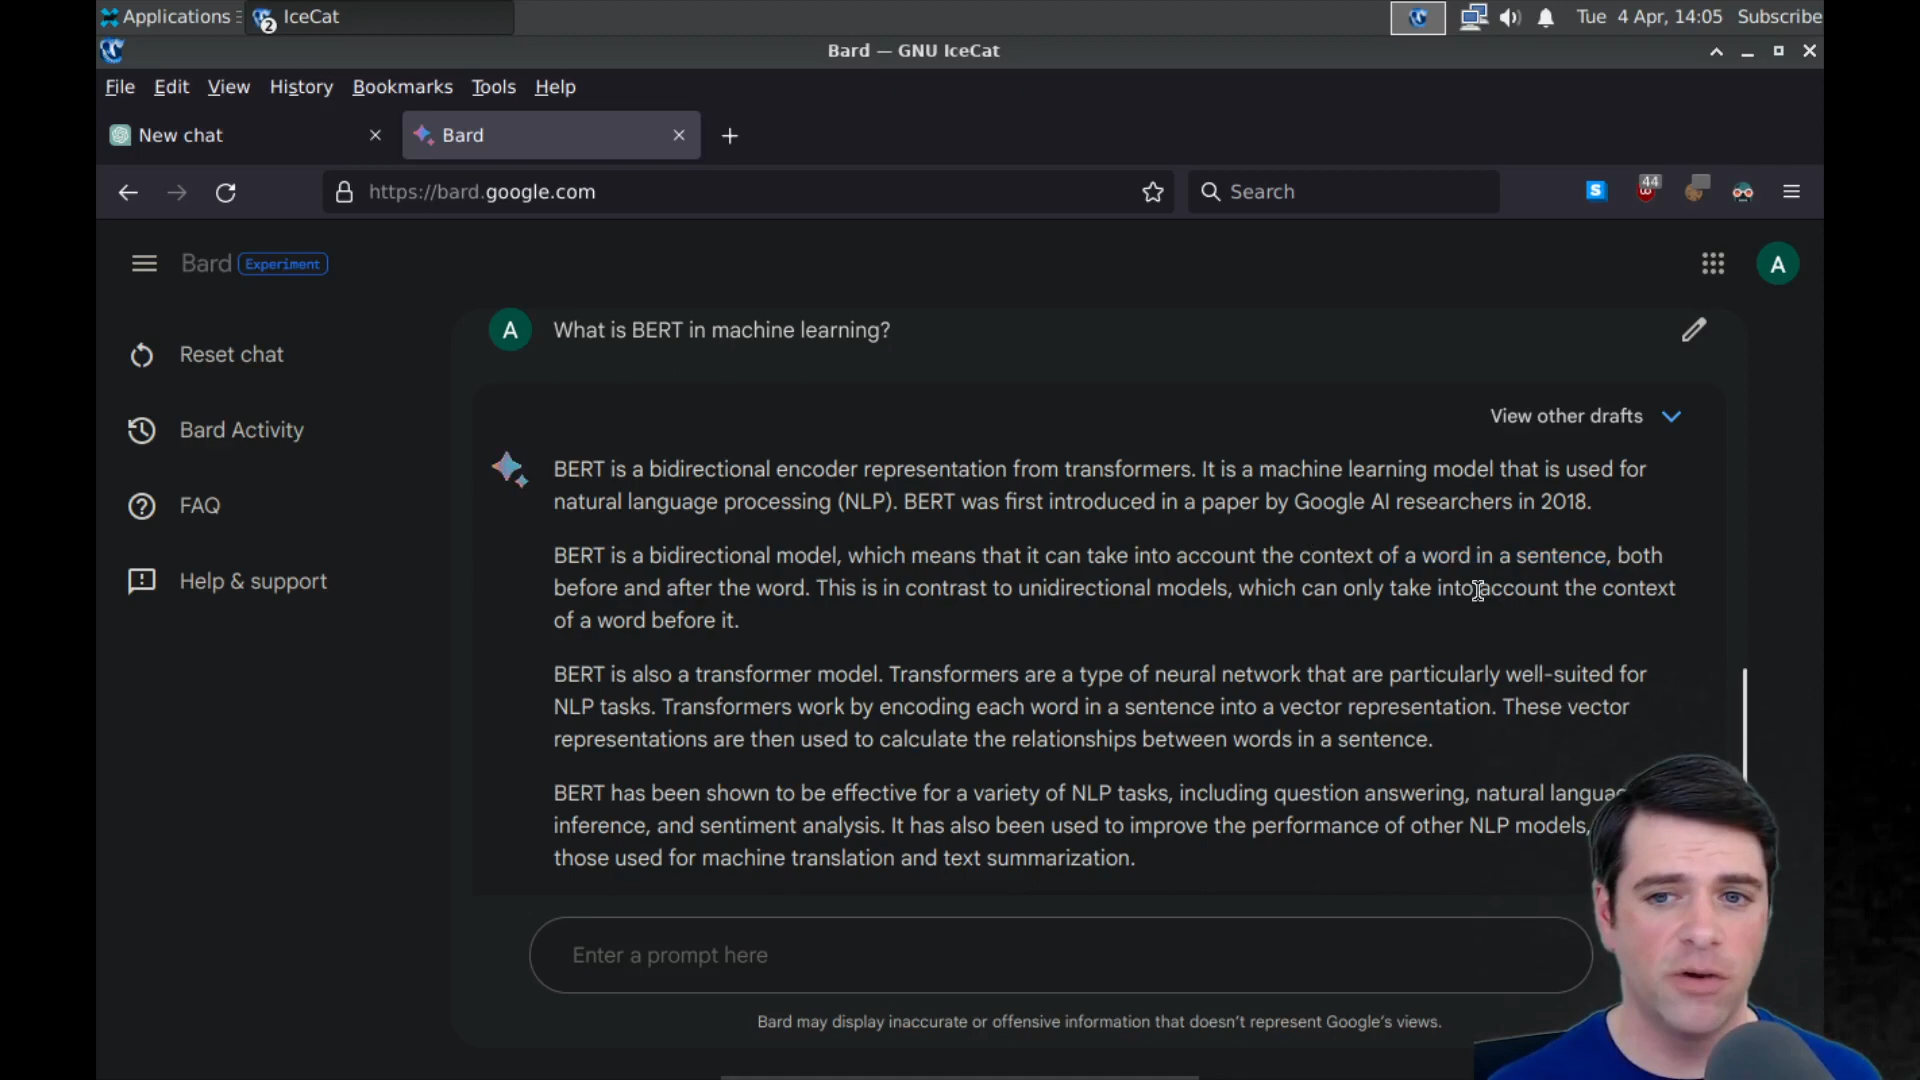 Applications
2
IceCat
Tue 4 Apr, 14:05
Subscribe
Bard — GNU IceCat
File Edit View History Bookmarks Tools Help
New chat
Bard
https://bard.google.com
Search
S
44
Bard Experiment
A
Reset chat
Bard Activity
FAQ
Help & support
A
What is BERT in machine learning?
View other drafts
BERT is a bidirectional encoder representation from transformers. It is a machine learning model that is used for
natural language processing (NLP). BERT was first introduced in a paper by Google AI researchers in 2018.
BERT is a bidirectional model, which means that it can take into account the context of a word in a sentence, both
before and after the word. This is in contrast to unidirectional models, which can only take into account the context
of a word before it.
BERT is also a transformer model. Transformers are a type of neural network that are particularly well-suited for
NLP tasks. Transformers work by encoding each word in a sentence into a vector representation. These vector
representations are then used to calculate the relationships between words in a sentence.
BERT has been shown to be effective for a variety of NLP tasks, including question answering, natural
inference, and sentiment analysis. It has also been used to improve the performance of other NLP models,
those used for machine translation and text summarization.
Enter a prompt here
Bard may display inaccurate or offensive information that doesn't represent Google's views.